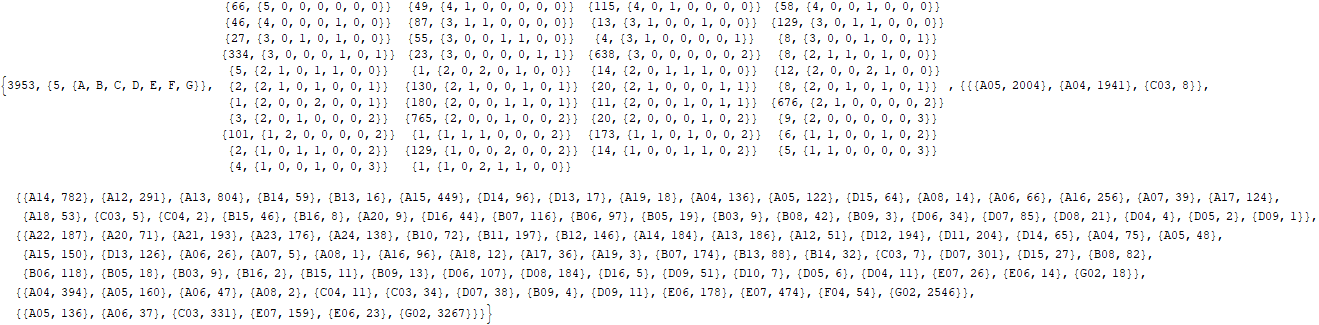 {66, {5, 0, 0, 0, 0, 0, 0}} {49, {4, 1, 0, 0, 0, 0, 0}} {115, {4, 0, 1, 0, 0, 0, 0}} {58, {4, 0, 0, 1, 0, 0, 0}}
{46, {4, 0, 0, 0, 1, 0, 0}} {87, {3, 1, 1, 0, 0, 0, 0}} {13, {3, 1, 0, 0, 1, 0, 0}} {129, {3, 0, 1, 1, 0, 0, 0}}
{27, {3, 0, 1, 0, 1, 0, 0}} {55, {3, 0, 0, 1, 1, 0, 0}} {4, {3, 1, 0, 0, 0, 0, 1}} {8, {3, 0, 0, 1, 0, 0, 1}}
{334, {3, 0, 0, 0, 1, 0, 1}} {23, {3, 0, 0, 0, 0, 1, 1}} {638, {3, 0, 0, 0, 0, 0, 2}} {8, {2, 1, 1, 0, 1, 0, 0}}
{5, {2, 1, 0, 1, 1, 0, 0}} {1, {2, 0, 2, 0, 1, 0, 0}} {14, {2, 0, 1, 1, 1, 0, 0}} {12, {2, 0, 0, 2, 1, 0, 0}}
{3953, {5, {A, B, C, D, E, F, G}}, {2, {2, 1, 0, 1, 0, 0, 1}} {130, {2, 1, 0, 0, 1, 0, 1}} {20, {2, 1, 0, 0, 0, 1, 1}} {8, {2, 0, 1, 0, 1, 0, 1}} , {{{A05, 2004}, {A04, 1941}, {C03, 8}},
{1, {2, 0, 0, 2, 0, 0, 1}} {180, {2, 0, 0, 1, 1, 0, 1}} {11, {2, 0, 0, 0, 1, 1, 1}} {676, {2, 1, 0, 0, 0, 0, 2}}
{3, {2, 0, 1, 0, 0, 0, 2}} {765, {2, 0, 0, 0, 1, 0, 2}} {20, {2, 0, 0, 0, 0, 1, 2}} {9, {2, 0, 0, 0, 0, 0, 3}}
{101, {1, 2, 0, 0, 0, 0, 2}} {1, {1, 1, 1, 0, 0, 0, 2}} {173, {1, 1, 0, 1, 0, 0, 2}} {6, {1, 1, 0, 0, 1, 0, 2}}
{2, {1, 0, 1, 1, 0, 0, 2}} {129, {1, 0, 0, 2, 0, 0, 2}} {14, {1, 0, 0, 1, 1, 0, 2}} {5, {1, 1, 0, 0, 0, 0, 3}}
{4, {1, 0, 0, 1, 0, 0, 3}} {1, {1, 0, 2, 1, 1, 0, 0}}
{{A14, 782}, {A12, 291}, {A13, 804}, {B14, 59}, {B13, 16}, {A15, 449}, {D14, 96}, {D13, 17}, {A19, 18}, {A04, 136}, {A05, 122}, {D15, 64}, {A08, 14}, {A06, 66}, {A16, 256}, {A07, 39}, {A17, 124},
{A18, 53}, {C03, 5}, {C04, 2}, {B15, 46}, {B16, 8}, {A20, 9}, {D16, 44}, {B07, 116}, {B06, 97}, {B05, 19}, {B03, 9}, {B08, 42}, {B09, 3}, {D06, 34}, {D07, 85}, {D08, 21}, {D04, 4}, {D05, 2}, {D09, 1}},
{{A22, 187}, {A20, 71}, {A21, 193}, {A23, 176}, {A24, 138}, {B10, 72}, {B11, 197}, {B12, 146}, {A14, 184}, {A13, 186}, {A12, 51}, {D12, 194}, {D11, 204}, {D14, 65}, {A04, 75}, {A05, 48},
{A15, 150}, {D13, 126}, {A06, 26}, {A07, 5}, {A08, 1}, {A16, 96}, {A18, 12}, {A17, 36}, {A19, 3}, {B07, 174}, {B13, 88}, {B14, 32}, {C03, 7}, {D07, 301}, {D15, 27}, {B08, 82},
{B06, 118}, {B05, 18}, {B03, 9}, {B16, 2}, {B15, 11}, {B09, 13}, {D06, 107}, {D08, 184}, {D16, 5}, {D09, 51}, {D10, 7}, {D05, 6}, {D04, 11}, {E07, 26}, {E06, 14}, {G02, 18}},
{{A04, 394}, {A05, 160}, {A06, 47}, {A08, 2}, {C04, 11}, {C03, 34}, {D07, 38}, {B09, 4}, {D09, 11}, {E06, 178}, {E07, 474}, {F04, 54}, {G02, 2546}},
{{A05, 136}, {A06, 37}, {C03, 331}, {E07, 159}, {E06, 23}, {G02, 3267}}}}